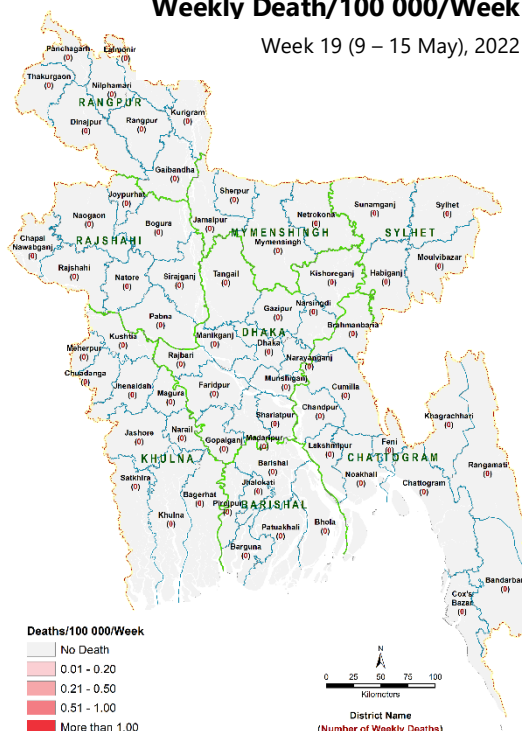 Weekly Death/100 000/Week
Week 19 (9 – 15 May), 2022
Panchagarh
(0)
Lalmonir
(0)
Thakurgaon
(0)
Nilphamari
(0)
RANGPUR
Dinajpur
(0)
Rangpur
(0)
Kurigram
(0)
Gaibandha
(0)
Joypurhat
(0)
Sherpur
(0)
Naogaon
(0)
Bogura
(0)
Jamalpur
(0)
Netrokona
(0)
Sunamganj
(0)
Sylhet
(0)
Chapai
Nawabganj
(0)
RAJSHAHI
MYMENSHINGH
Mymensingh
(0)
SYLHET
Rajshahi
(0)
Natore
(0)
Sirajganj
(0)
Tangail
(0)
Kishoreganj
(0)
Habiganj
(0)
Moulvibazar
(0)
Pabna
(0)
Gazipur
(0)
Narsingdi
(0)
Kushtia
(0)
Manikganj
(0)
DHAKA
Dhaka
(0)
Brahmanbaria
(0)
Meherpur
(0)
Rajbari
(0)
Narayanganj
(0)
Chuadanga
(0)
Jhenaidah
(0)
Magura
(0)
Faridpur
(0)
Munshiganj
(0)
Cumilla
(0)
Chandpur
(0)
Shariatpur
(0)
Khagrachhari
(0)
Jashore
(0)
Narail
(0)
Gopalganj
(0)
Madaripur
(0)
Lakshmipur
(0)
Feni
(0)
KHULNA
Barishal
(0)
CHATTOGRAM
Rangamati
(0)
Satkhira
(0)
Jhalokati
(0)
Noakhali
(0)
Chattogram
(0)
Bagerhat
(0)
Pirojpur
(0)
BARISHAL
Khulna
(0)
Patuakhali
(0)
Bhola
(0)
Barguna
(0)
Bandarban
(0)
Cox's
Bazar
(0)
Deaths/100 000/Week
No Death
0.01 - 0.20
0.21 - 0.50
0.51 - 1.00
More than 1.00
N
0 25 50 75 100
Kilometers
District Name
(Number of Weekly Deaths)